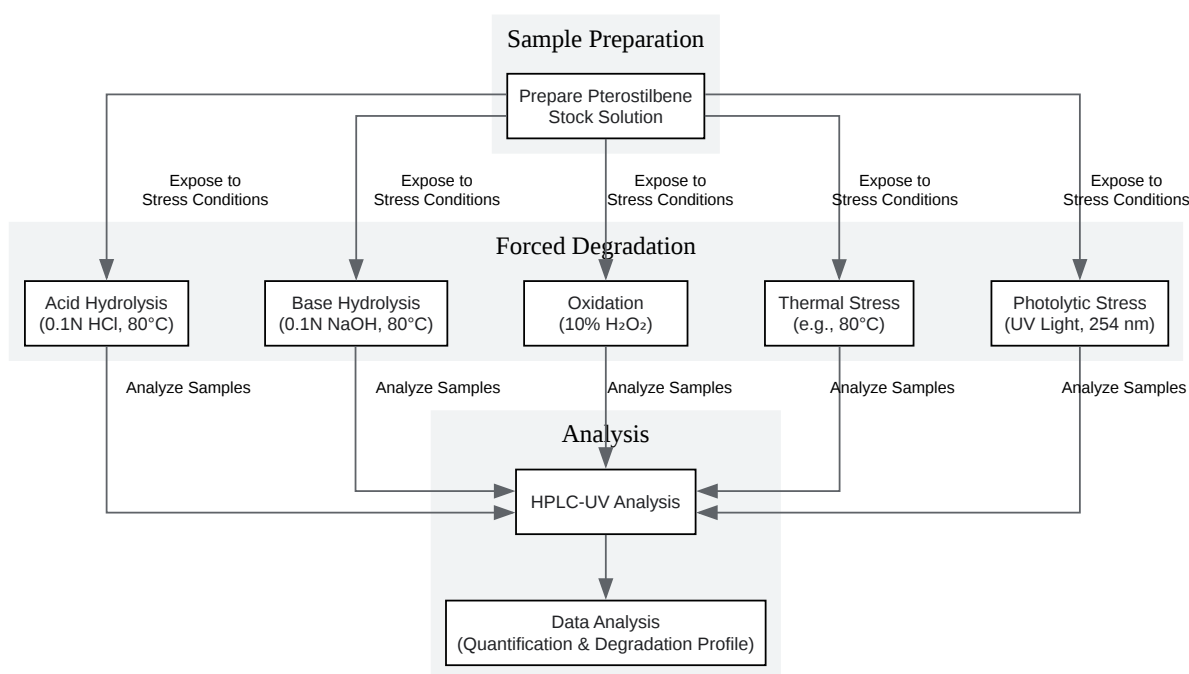 Sample Preparation
Prepare Pterostilbene
Stock Solution
Expose to
Stress Conditions
Expose to
Stress Conditions
Expose to
Stress Conditions
Expose to
Stress Conditions
Expose to
Stress Conditions
Forced Degradation
Acid Hydrolysis
(0.1N HCl, 80°C)
Base Hydrolysis
(0.1N NaOH, 80°C)
Oxidation
(10% H₂O₂)
Thermal Stress
(e.g., 80°C)
Photolytic Stress
(UV Light, 254 nm)
Analyze Samples
Analyze Samples
Analyze Samples
Analyze Samples
Analyze Samples
Analysis
HPLC-UV Analysis
Data Analysis
(Quantification & Degradation Profile)